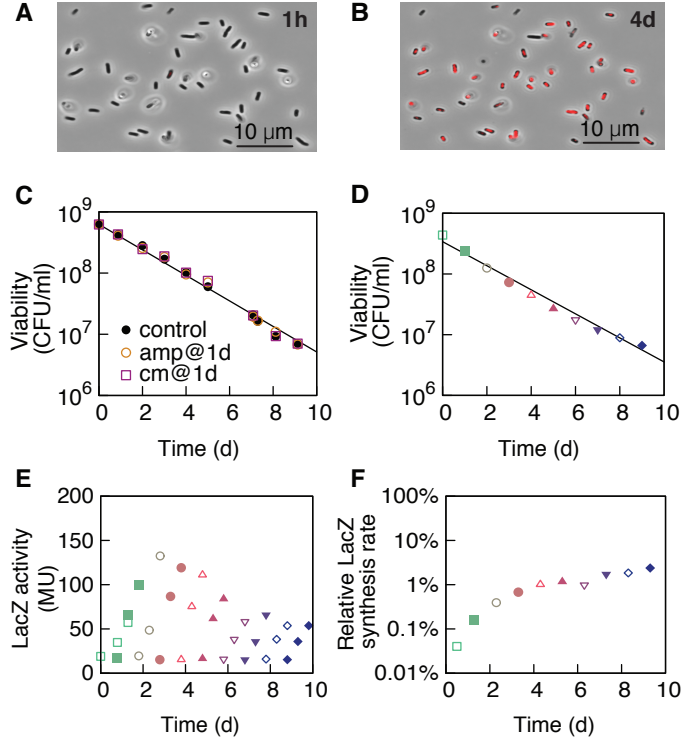 A
1h
10 µm
B
4d
10 µm
C
Viability
(CFU/ml)
10⁹
10⁸
10⁷
10⁶
control
amp@1d
cm@1d
0 2 4 6 8 10
Time (d)
D
Viability
(CFU/ml)
10⁹
10⁸
10⁷
10⁶
0 2 4 6 8 10
Time (d)
E
LacZ activity
(MU)
200
150
100
50
0
0 2 4 6 8 10
Time (d)
F
Relative LacZ
synthesis rate
100%
10%
1%
0.1%
0.01%
0 2 4 6 8 10
Time (d)